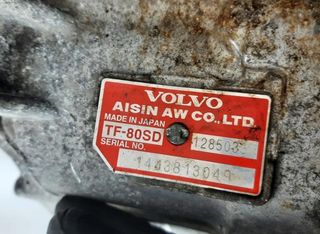 VOLVO
AISIN AW CO., LTD.
MADE IN JAPAN
TF-80SD 128503
SERIAL NO.
1443813049